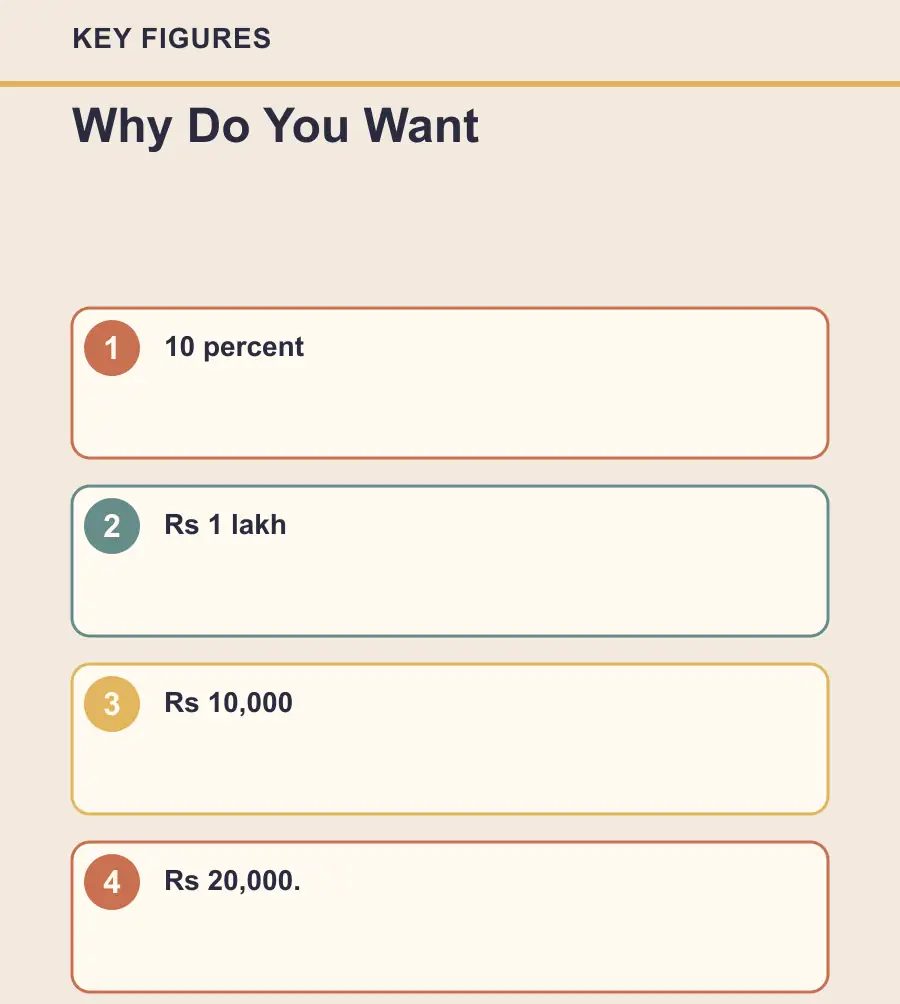 KEY FIGURES
Why Do You Want
1 10 percent
2 Rs 1 lakh
3 Rs 10,000
4 Rs 20,000.